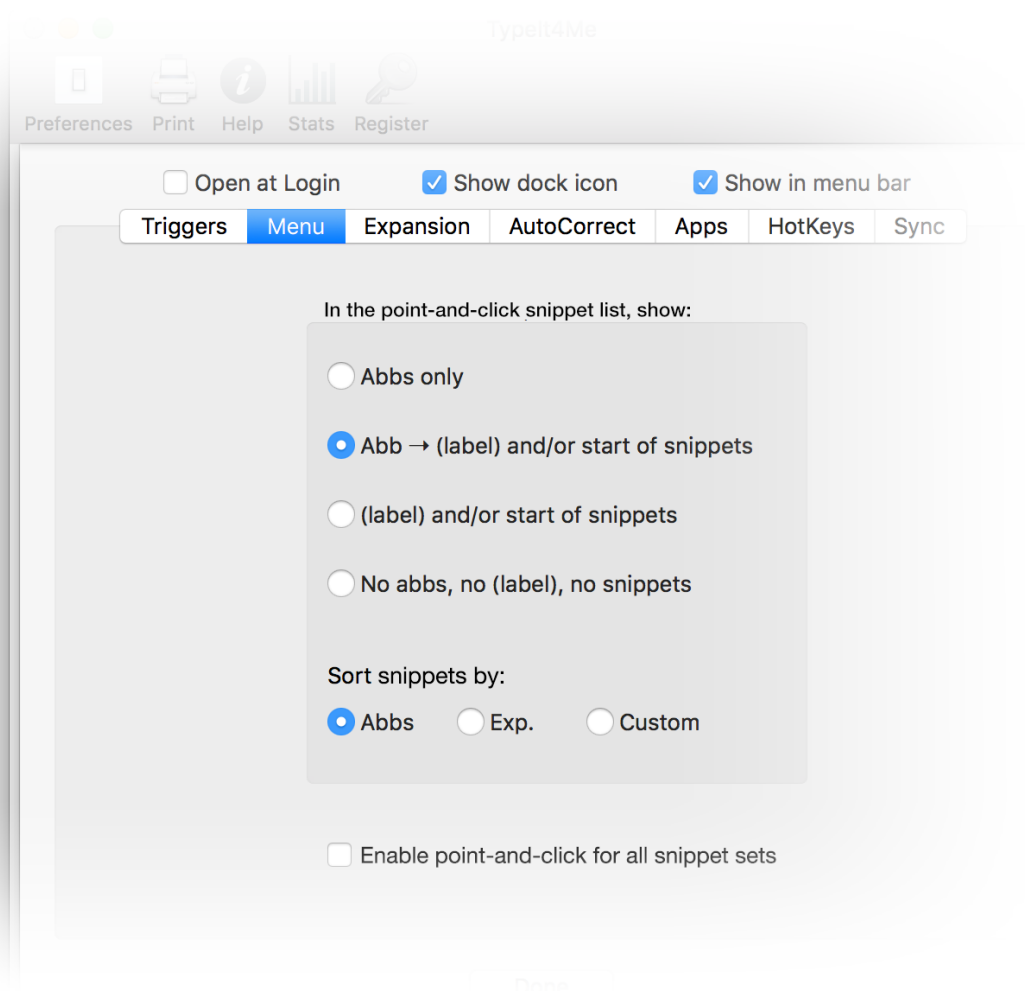 TypeIt4Me
Preferences Print Help Stats Register
Open at Login Show dock icon Show in menu bar
Triggers Menu Expansion AutoCorrect Apps HotKeys Sync
In the point-and-click snippet list, show:
Abbs only
Abb → (label) and/or start of snippets
(label) and/or start of snippets
No abbs, no (label), no snippets
Sort snippets by:
Abbs Exp. Custom
Enable point-and-click for all snippet sets
Done